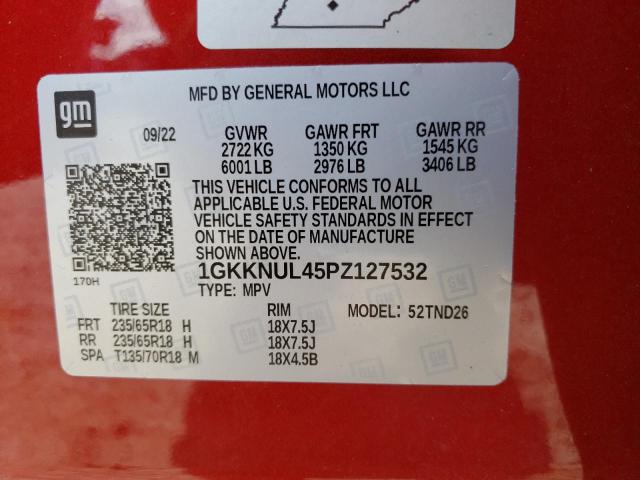 gm
MFD BY GENERAL MOTORS LLC
09/22 GVWR GAWR FRT GAWR RR
2722 KG 1350 KG 1545 KG
6001 LB 2976 LB 3406 LB
THIS VEHICLE CONFORMS TO ALL
APPLICABLE U.S. FEDERAL MOTOR
VEHICLE SAFETY STANDARDS IN EFFECT
ON THE DATE OF MANUFACTURE
SHOWN ABOVE.
170H
1GKKNUL45PZ127532
TYPE: MPV
TIRE SIZE RIM MODEL: 52TND26
FRT 235/65R18 H 18X7.5J
RR 235/65R18 H 18X7.5J
SPA T135/70R18 M 18X4.5B